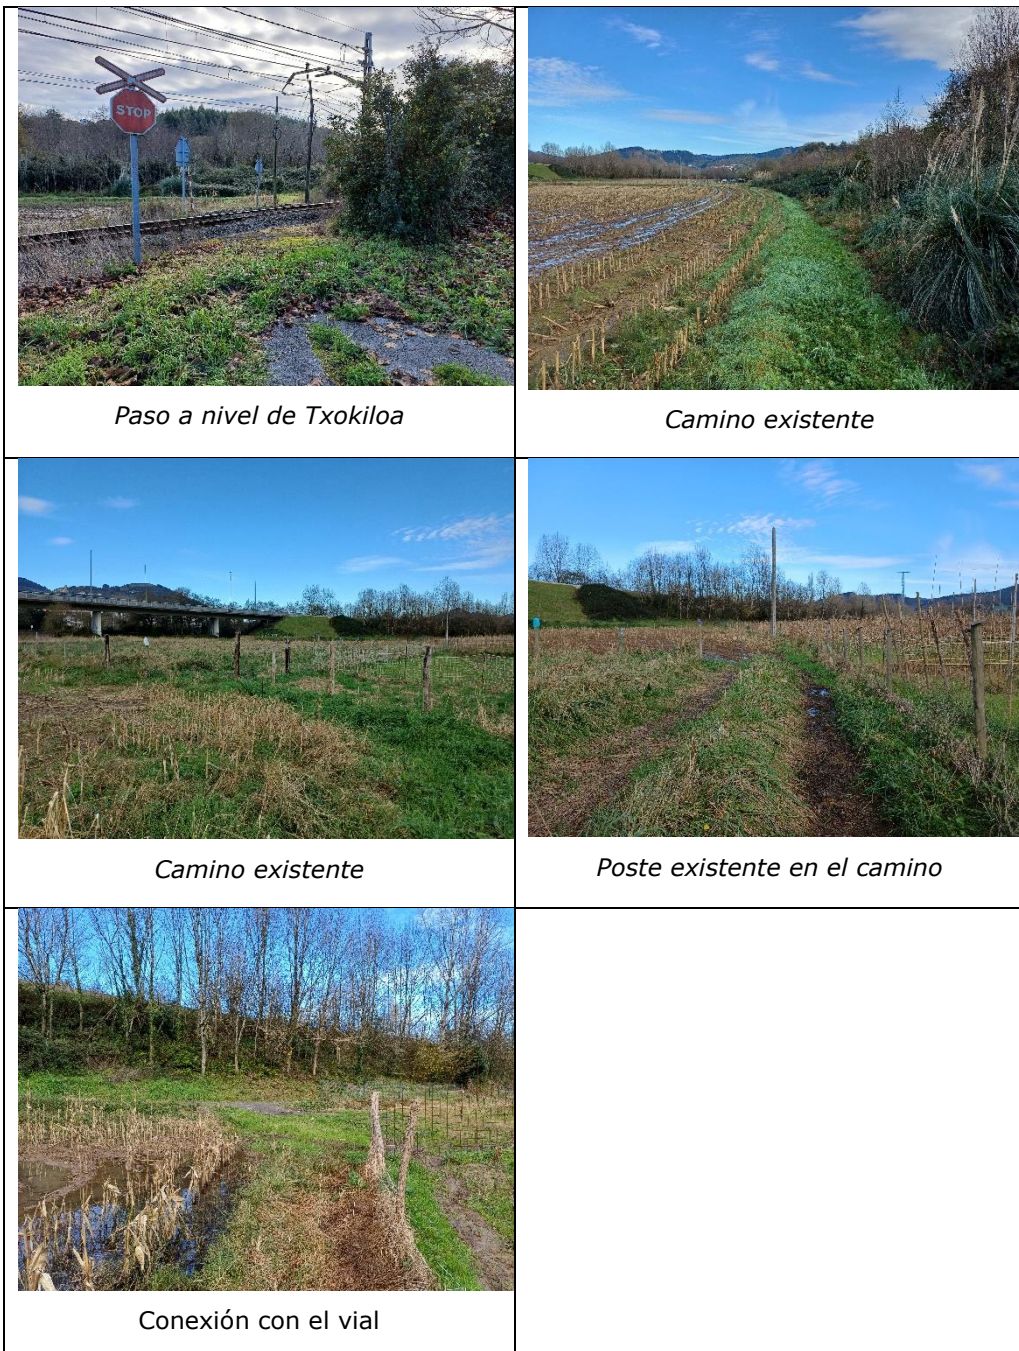 STOP
Paso a nivel de Txokiloa
Camino existente
Camino existente
Poste existente en el camino
Conexión con el vial